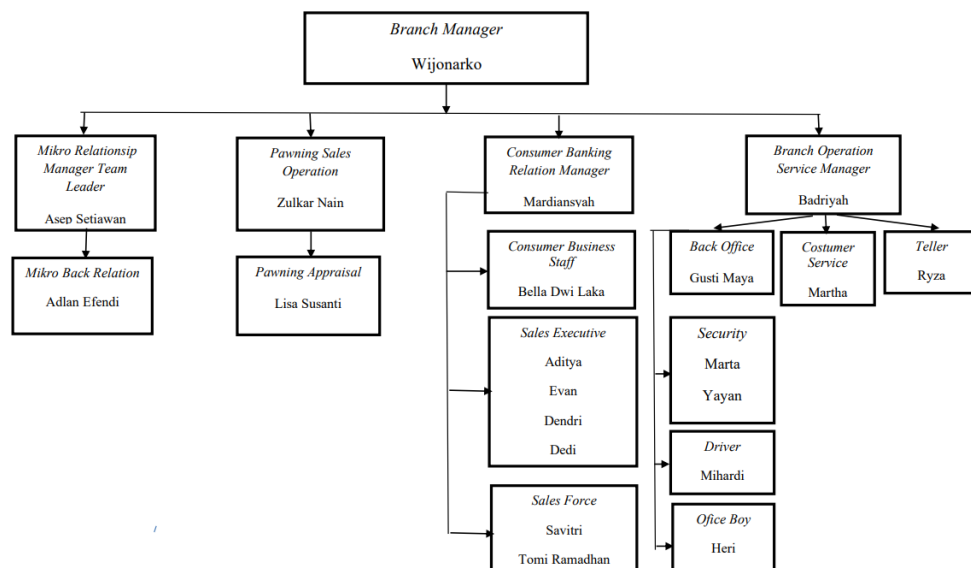 Branch Manager
Wijonarko
Mikro Relationsip
Manager Team
Leader
Asep Setiawan
Pawning Sales
Operation
Zulkar Nain
Consumer Banking
Relation Manager
Mardiansyah
Branch Operation
Service Manager
Badriyah
Mikro Back Relation
Adlan Efendi
Pawning Appraisal
Lisa Susanti
Consumer Business
Staff
Bella Dwi Laka
Sales Executive
Aditya
Evan
Dendri
Dedi
Sales Force
Savitri
Tomi Ramadhan
Back Office
Gusti Maya
Costumer
Service
Martha
Teller
Ryza
Security
Marta
Yayan
Driver
Mihardi
Ofice Boy
Heri